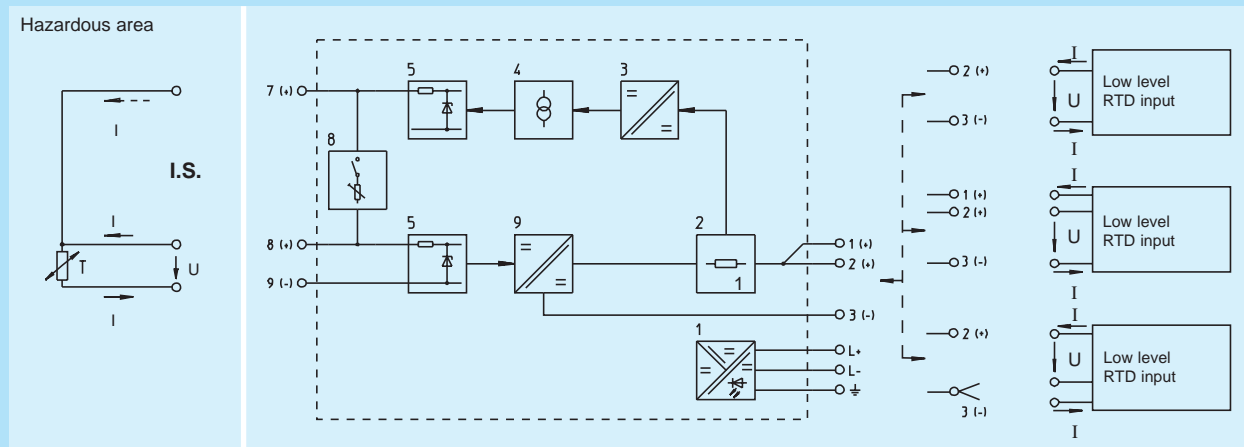 Hazardous area
I
I.S.
I
T
U
I
7 (+)
5
4
3
8
8 (+)
9 (-)
5
9
2
1
1 (+)
2 (+)
3 (-)
1
L+
L-
2 (+)
3 (-)
I
U
I
Low level
RTD input
1 (+)
2 (+)
3 (-)
I
U
I
Low level
RTD input
2 (+)
3 (-)
I
U
I
Low level
RTD input